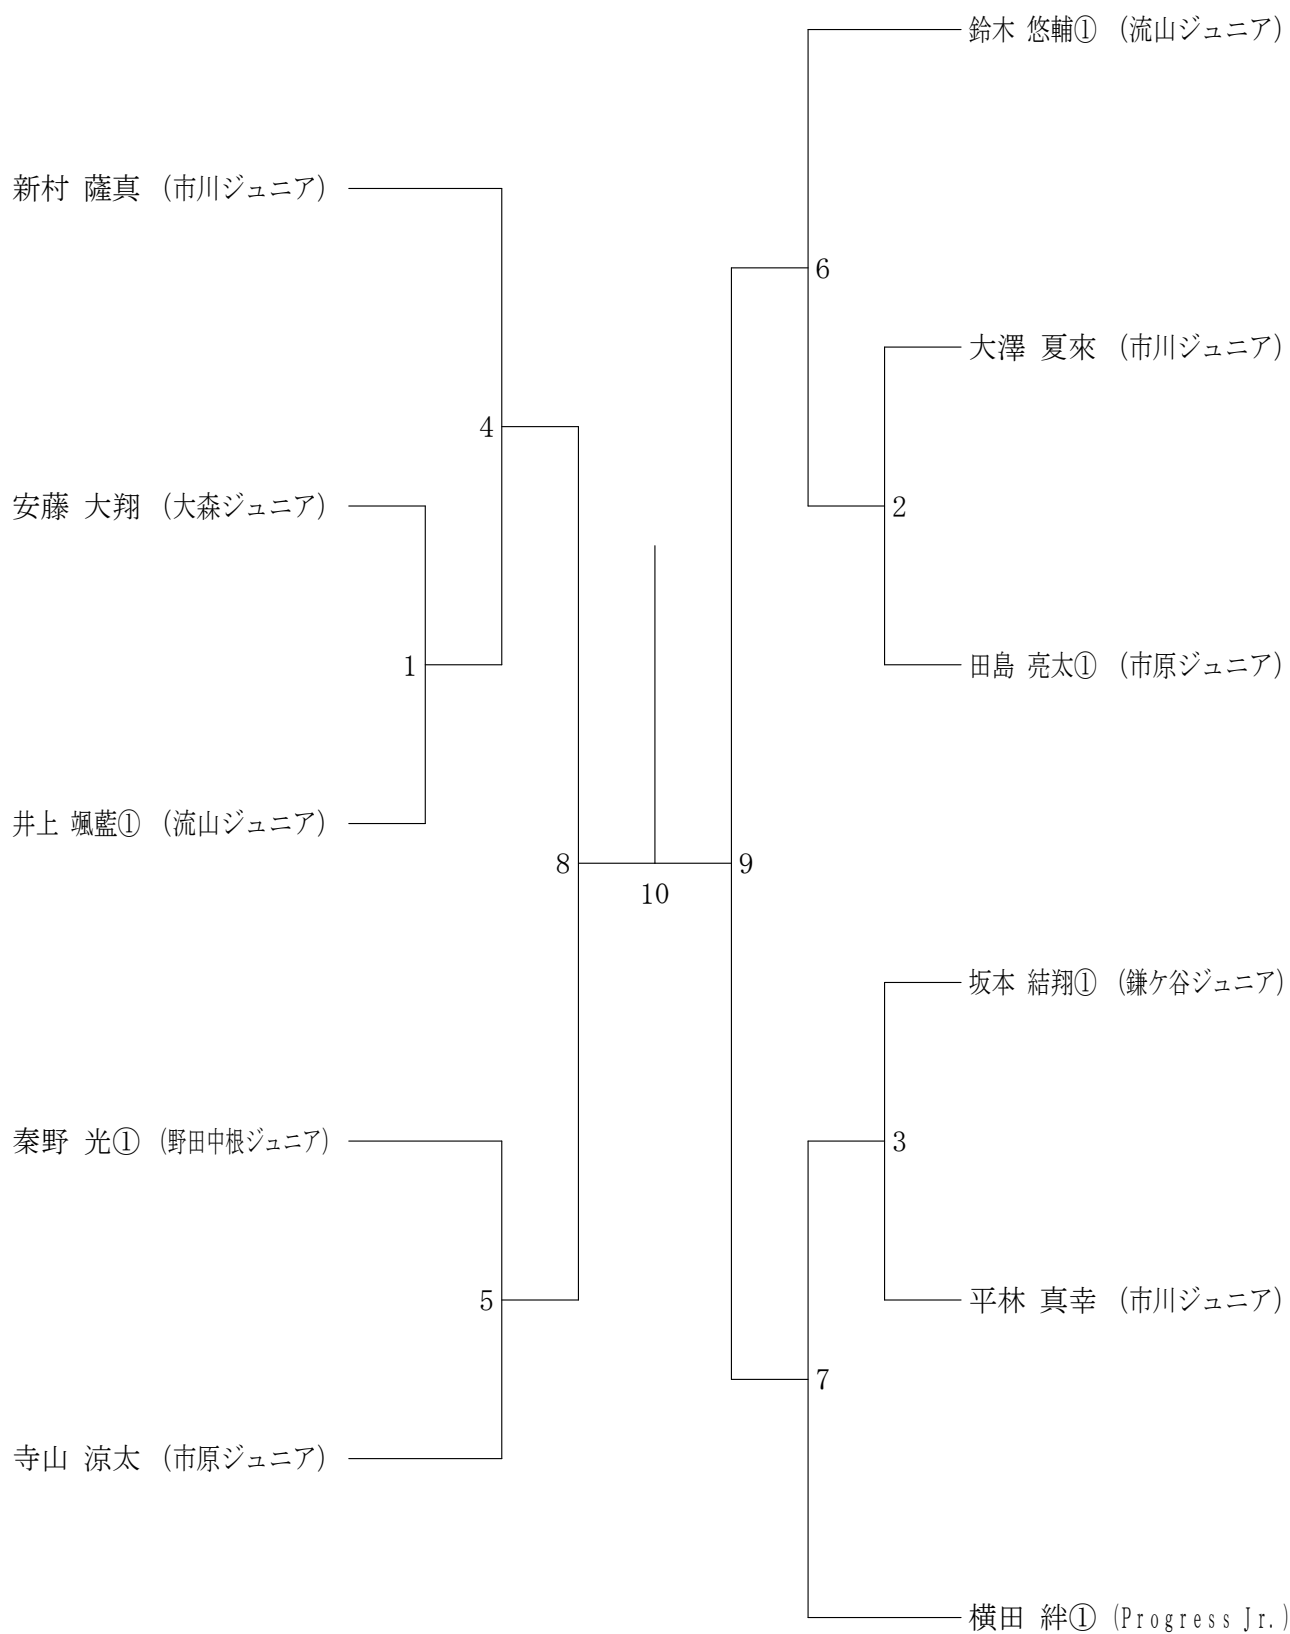 新村 薩真 （市川ジュニア）
4
安藤 大翔 （大森ジュニア）
1
井上 颯藍① （流山ジュニア）
8
秦野 光① （野田中根ジュニア）
5
寺山 涼太 （市原ジュニア）
10
鈴木 悠輔① （流山ジュニア）
6
大澤 夏來 （市川ジュニア）
2
田島 亮太① （市原ジュニア）
9
坂本 結翔① （鎌ケ谷ジュニア）
3
平林 真幸 （市川ジュニア）
7
横田 絆① （Progress Jr.）